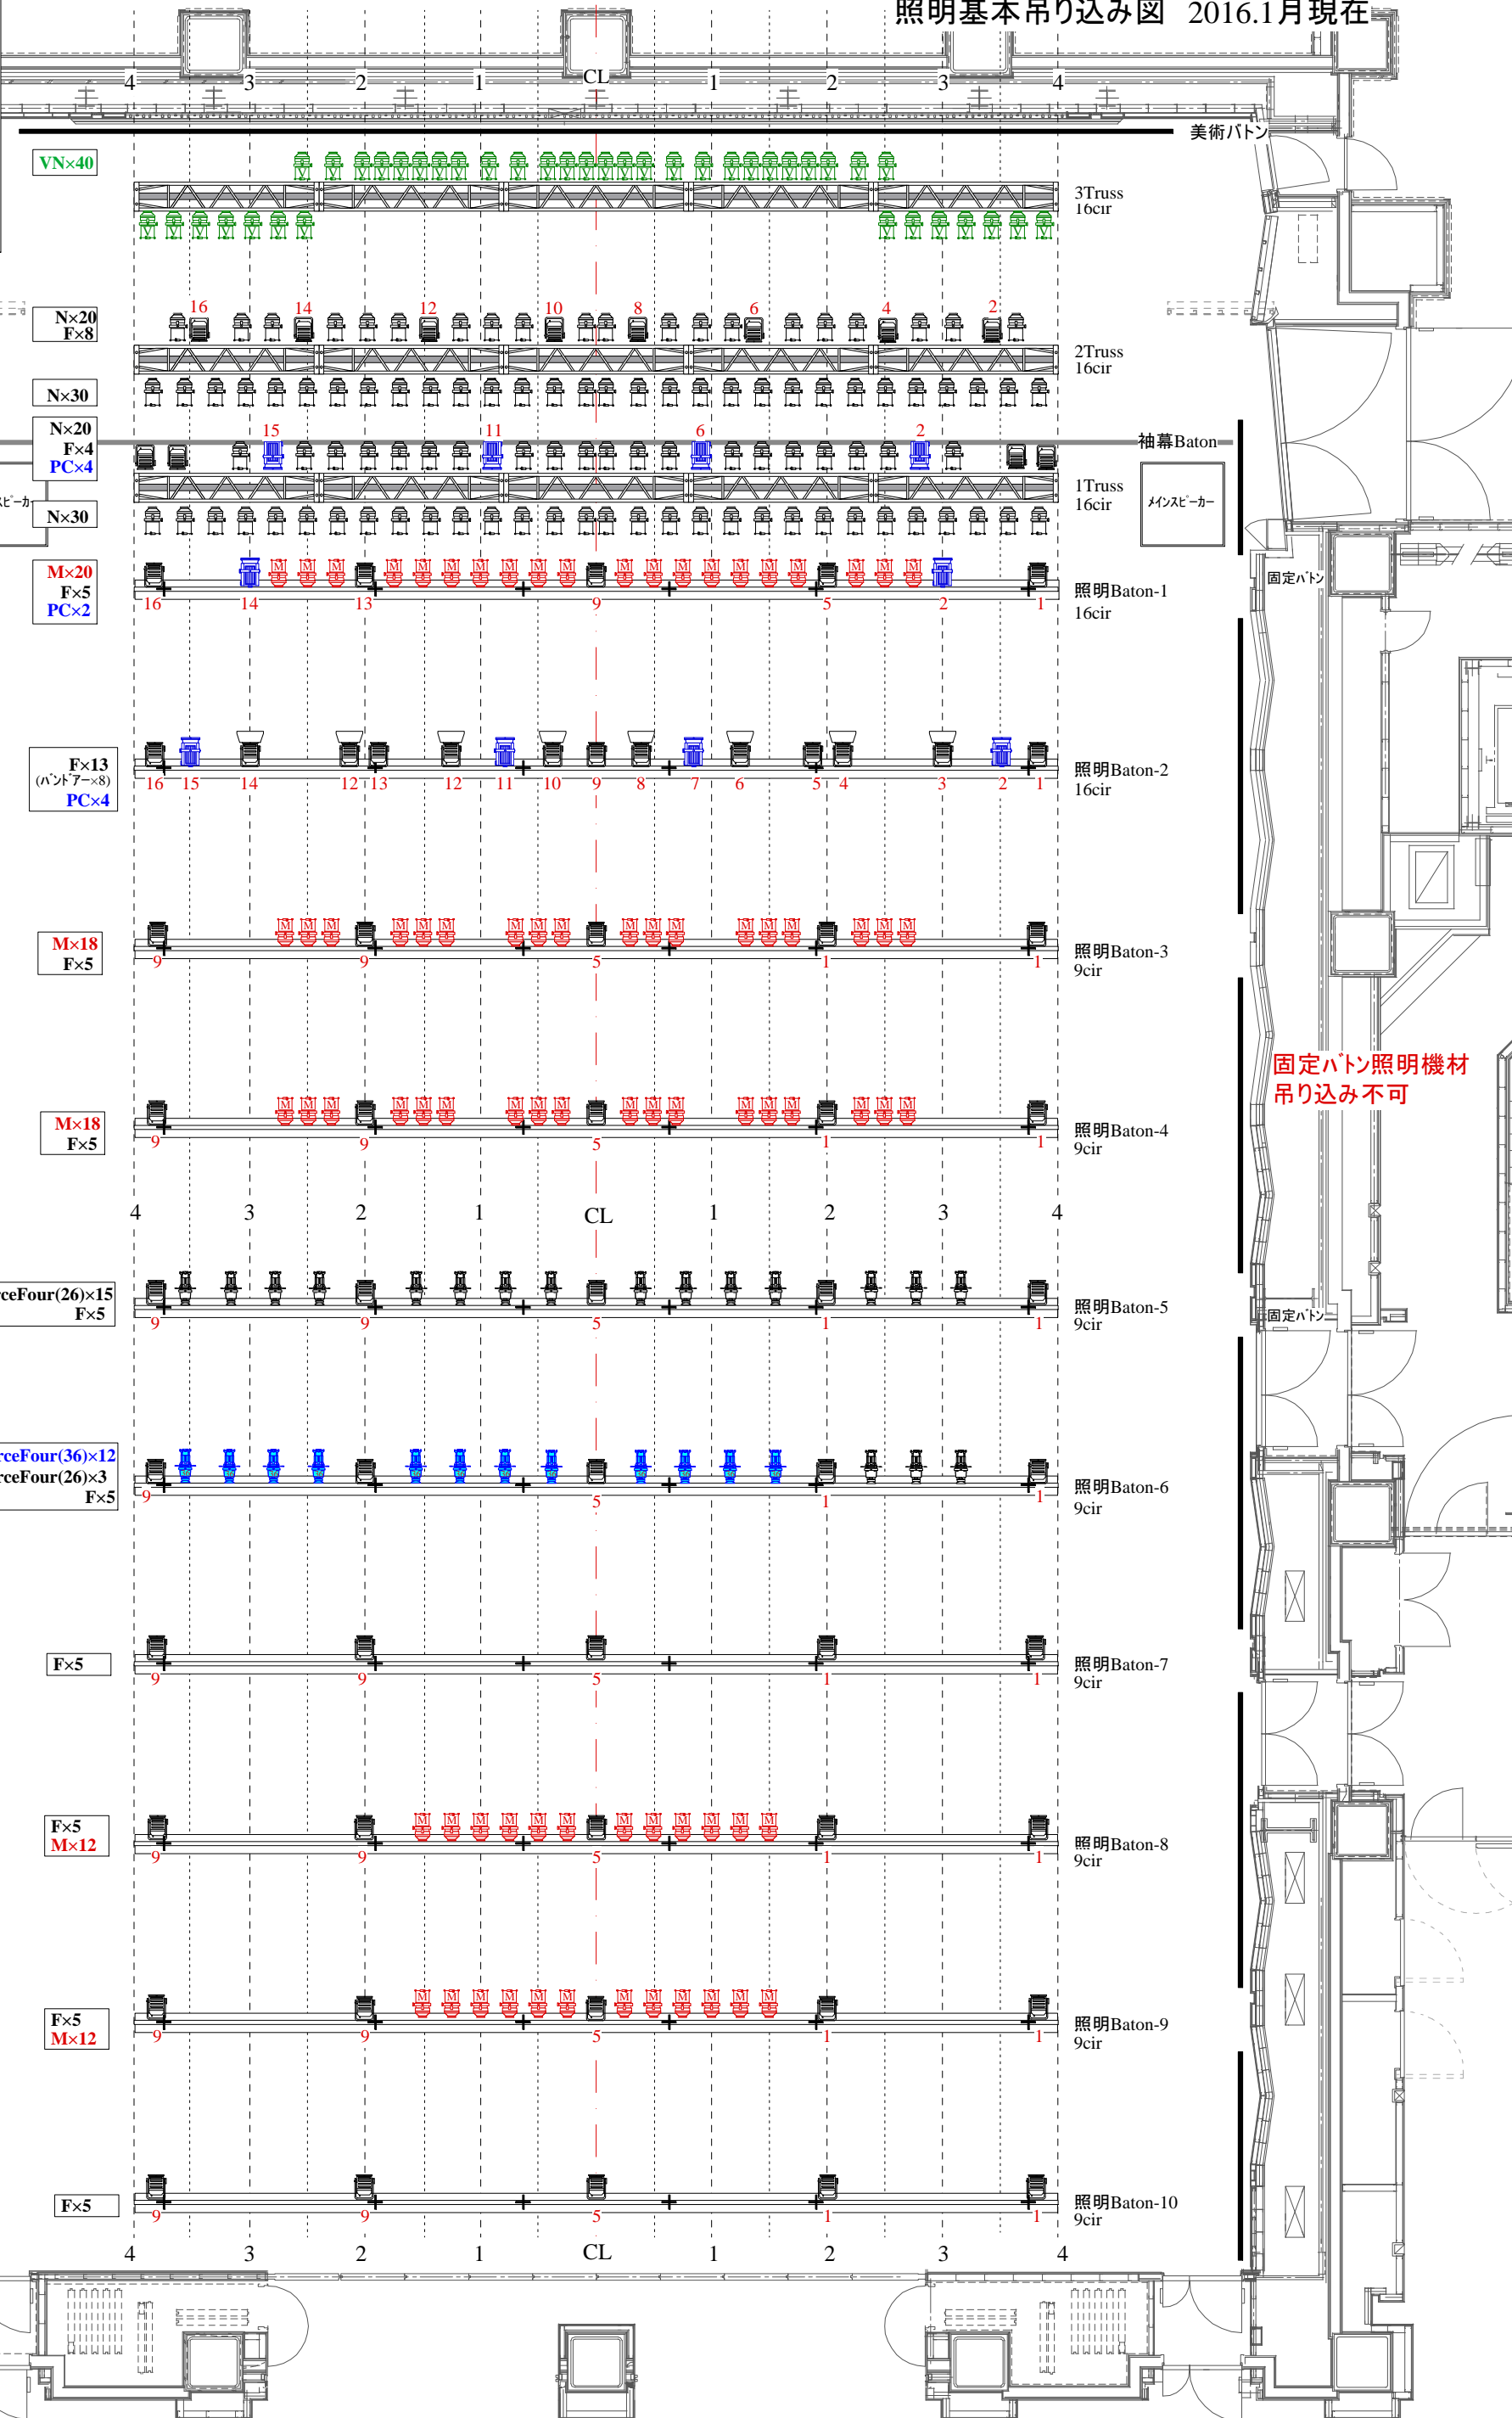 照明基本吊り込み図 2016.1月現在
4 3 2 1 CL 1 2 3 4
美術バトン
VN×40
3Truss
16cir
N×20
F×8
16 14 12 10 8 6 4 2
2Truss
16cir
N×30
N×20
F×4
PC×4
15 11 6 2
袖幕Baton
1Truss
16cir
メインスピーカー
スピーカー
N×30
M×20
F×5
PC×2
16 14 13 9 5 2 1
照明Baton-1
16cir
固定バトン
F×13
(バンドアー×8)
PC×4
16 15 14 12 13 12 11 10 9 8 7 6 5 4 3 2 1
照明Baton-2
16cir
M×18
F×5
M M M M M M M M M M M M M M M M M M
9 9 5 1 1
照明Baton-3
9cir
固定バトン照明機材
吊り込み不可
M×18
F×5
M M M M M M M M M M M M M M M M M M
9 9 5 1 1
照明Baton-4
9cir
4 3 2 1 CL 1 2 3 4
rceFour(26)×15
F×5
9 9 5 1 1
照明Baton-5
9cir
固定バトン
rceFour(36)×12
rceFour(26)×3
F×5
9 5 1 1
照明Baton-6
9cir
F×5
9 9 5 1 1
照明Baton-7
9cir
F×5
M×12
M M M M M M M M M M M M
9 9 5 1 1
照明Baton-8
9cir
F×5
M×12
M M M M M M M M M M M M
9 9 5 1 1
照明Baton-9
9cir
F×5
9 9 5 1 1
照明Baton-10
9cir
4 3 2 1 CL 1 2 3 4